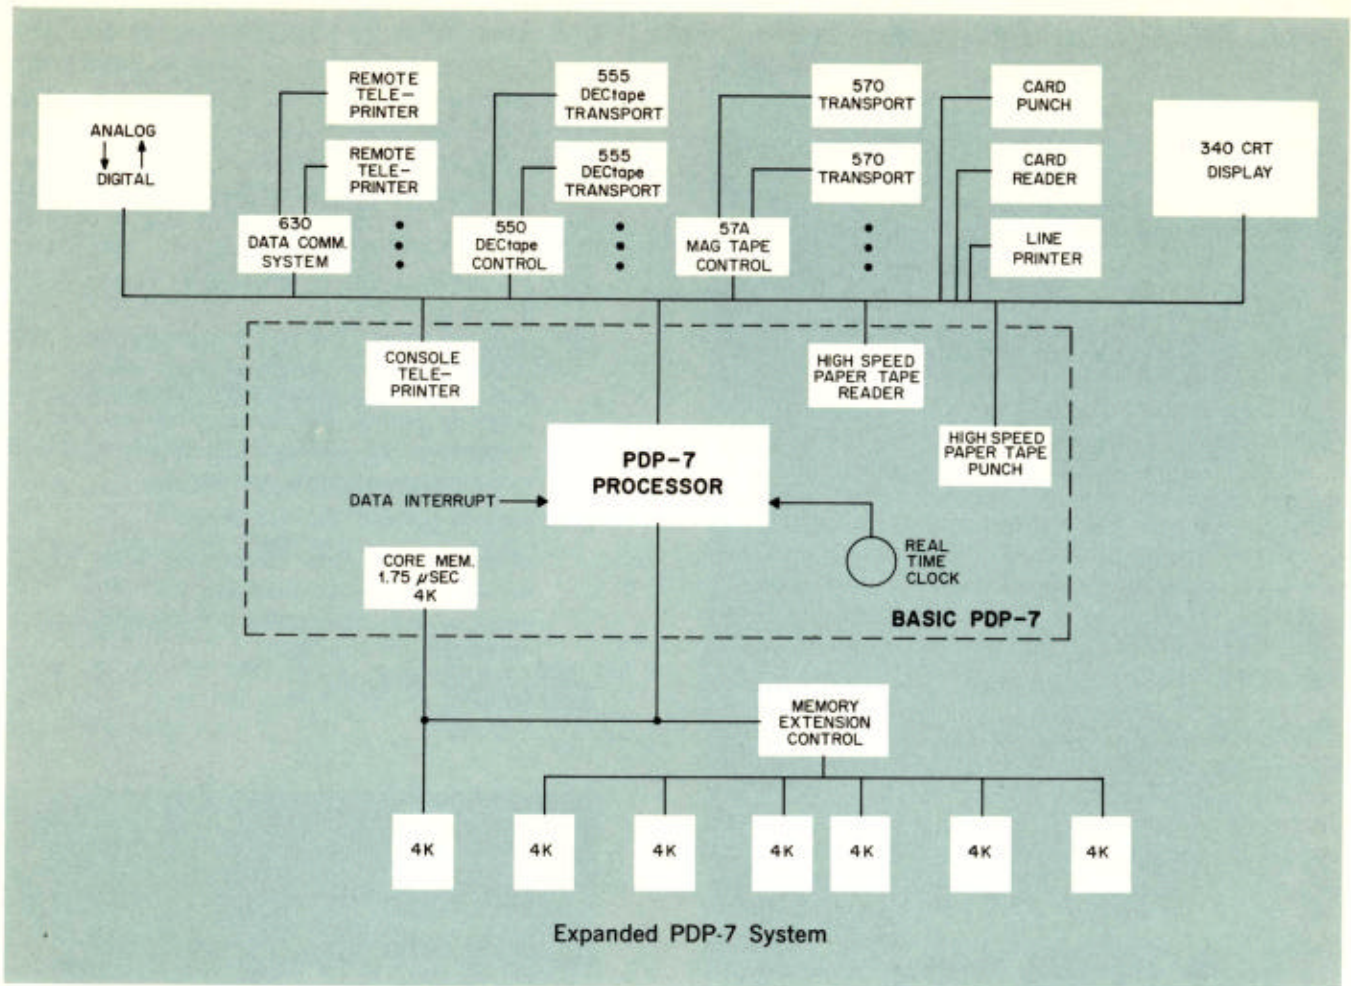 ANALOG
DIGITAL
REMOTE
TELE-
PRINTER
REMOTE
TELE-
PRINTER
630
DATA COMM.
SYSTEM
555
DECtape
TRANSPORT
555
DECtape
TRANSPORT
550
DECtape
CONTROL
570
TRANSPORT
570
TRANSPORT
57A
MAG TAPE
CONTROL
CARD
PUNCH
CARD
READER
LINE
PRINTER
340 CRT
DISPLAY
CONSOLE
TELE-
PRINTER
HIGH SPEED
PAPER TAPE
READER
HIGH SPEED
PAPER TAPE
PUNCH
PDP-7
PROCESSOR
DATA INTERRUPT
REAL
TIME
CLOCK
CORE MEM.
1.75 µSEC
4K
BASIC PDP-7
MEMORY
EXTENSION
CONTROL
4K
4K
4K
4K
4K
4K
4K
Expanded PDP-7 System